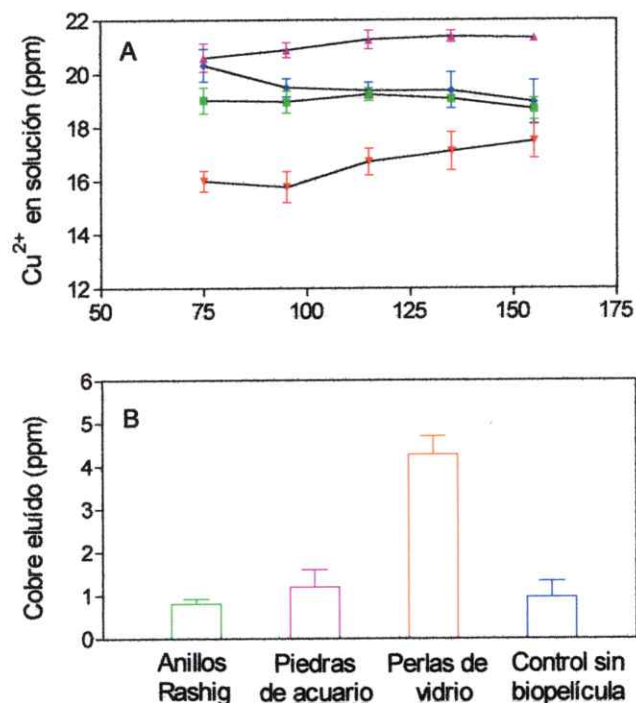 A
Cu²⁺ en solución (ppm)
22
20
18
16
14
12
50
75
100
125
150
175
B
Cobre eluído (ppm)
6
5
4
3
2
1
0
Anillos
Rashig
Piedras
de acuario
Perlas de
vidrio
Control sin
biopelícula